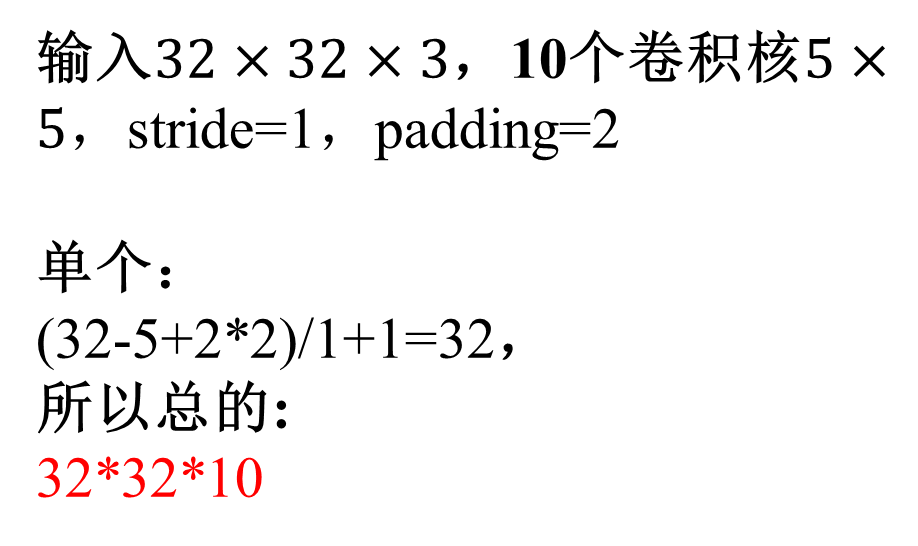 输入32 × 32 × 3，10个卷积核5 ×
5，stride=1，padding=2
单个：
(32-5+2*2)/1+1=32，
所以总的:
32*32*10